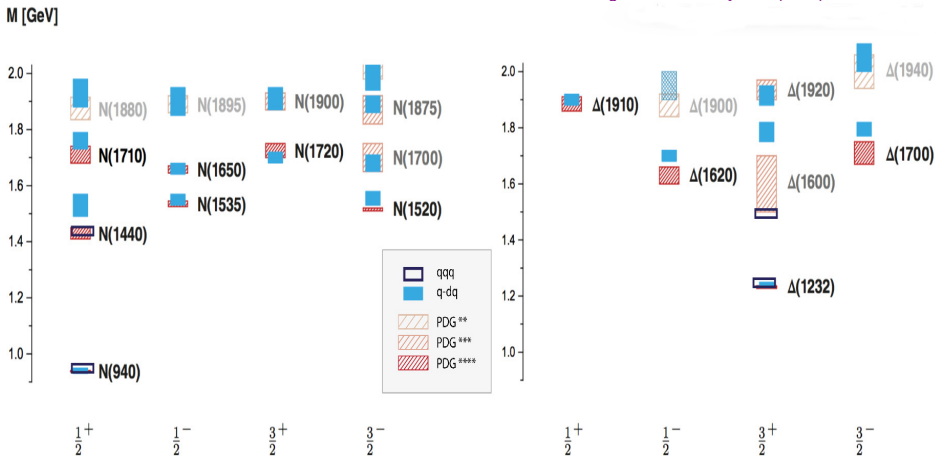 M [GeV]
2.0
1.8
1.6
1.4
1.2
1.0
N(1880)
N(1710)
N(1440)
N(940)
N(1895)
N(1650)
N(1535)
N(1900)
N(1720)
N(1875)
N(1700)
N(1520)
1/2+
1/2−
3/2+
3/2−
qqq
q-dq
PDG **
PDG ***
PDG ****
2.0
1.8
1.6
1.4
1.2
1.0
Δ(1910)
Δ(1900)
Δ(1620)
Δ(1920)
Δ(1600)
Δ(1232)
Δ(1940)
Δ(1700)
1/2+
1/2−
3/2+
3/2−